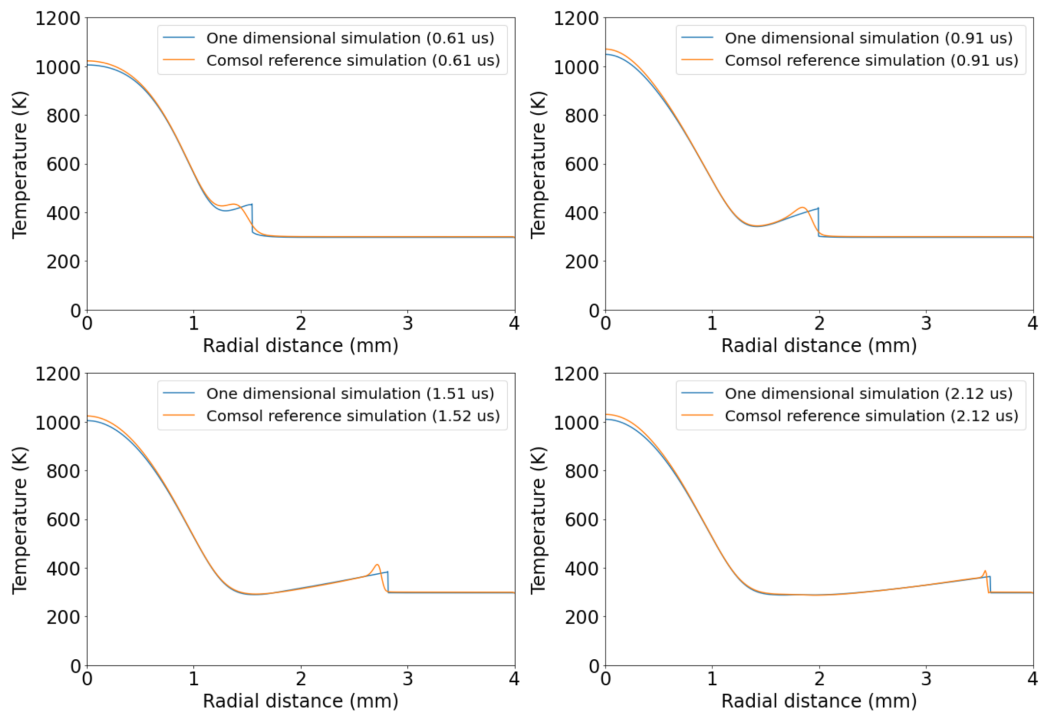 1200
1000
800
600
400
200
0
Temperature (K)
One dimensional simulation (0.61 us)
Comsol reference simulation (0.61 us)
0 1 2 3 4
Radial distance (mm)
1200
1000
800
600
400
200
0
Temperature (K)
One dimensional simulation (0.91 us)
Comsol reference simulation (0.91 us)
0 1 2 3 4
Radial distance (mm)
1200
1000
800
600
400
200
0
Temperature (K)
One dimensional simulation (1.51 us)
Comsol reference simulation (1.52 us)
0 1 2 3 4
Radial distance (mm)
1200
1000
800
600
400
200
0
Temperature (K)
One dimensional simulation (2.12 us)
Comsol reference simulation (2.12 us)
0 1 2 3 4
Radial distance (mm)